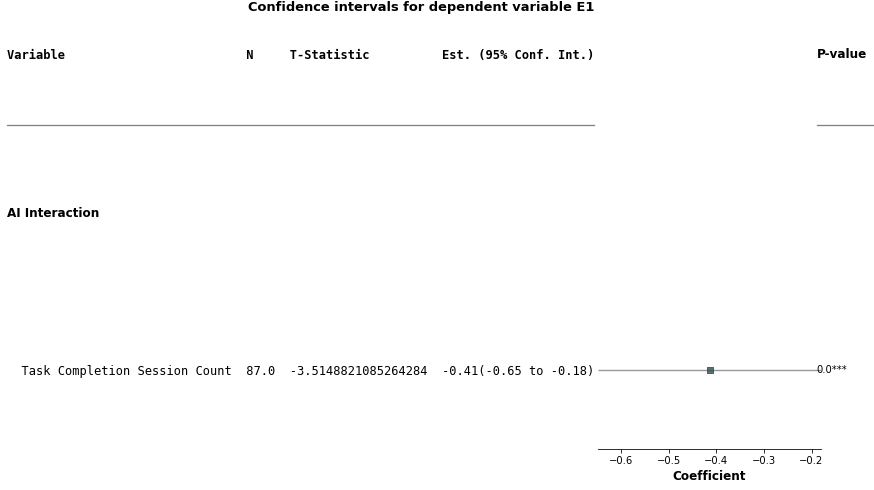 Confidence intervals for dependent variable E1
Variable N T-Statistic Est. (95% Conf. Int.) P-value
AI Interaction
Task Completion Session Count 87.0 -3.5148821085264284 -0.41(-0.65 to -0.18) 0.0***
−0.6 −0.5 −0.4 −0.3 −0.2
Coefficient